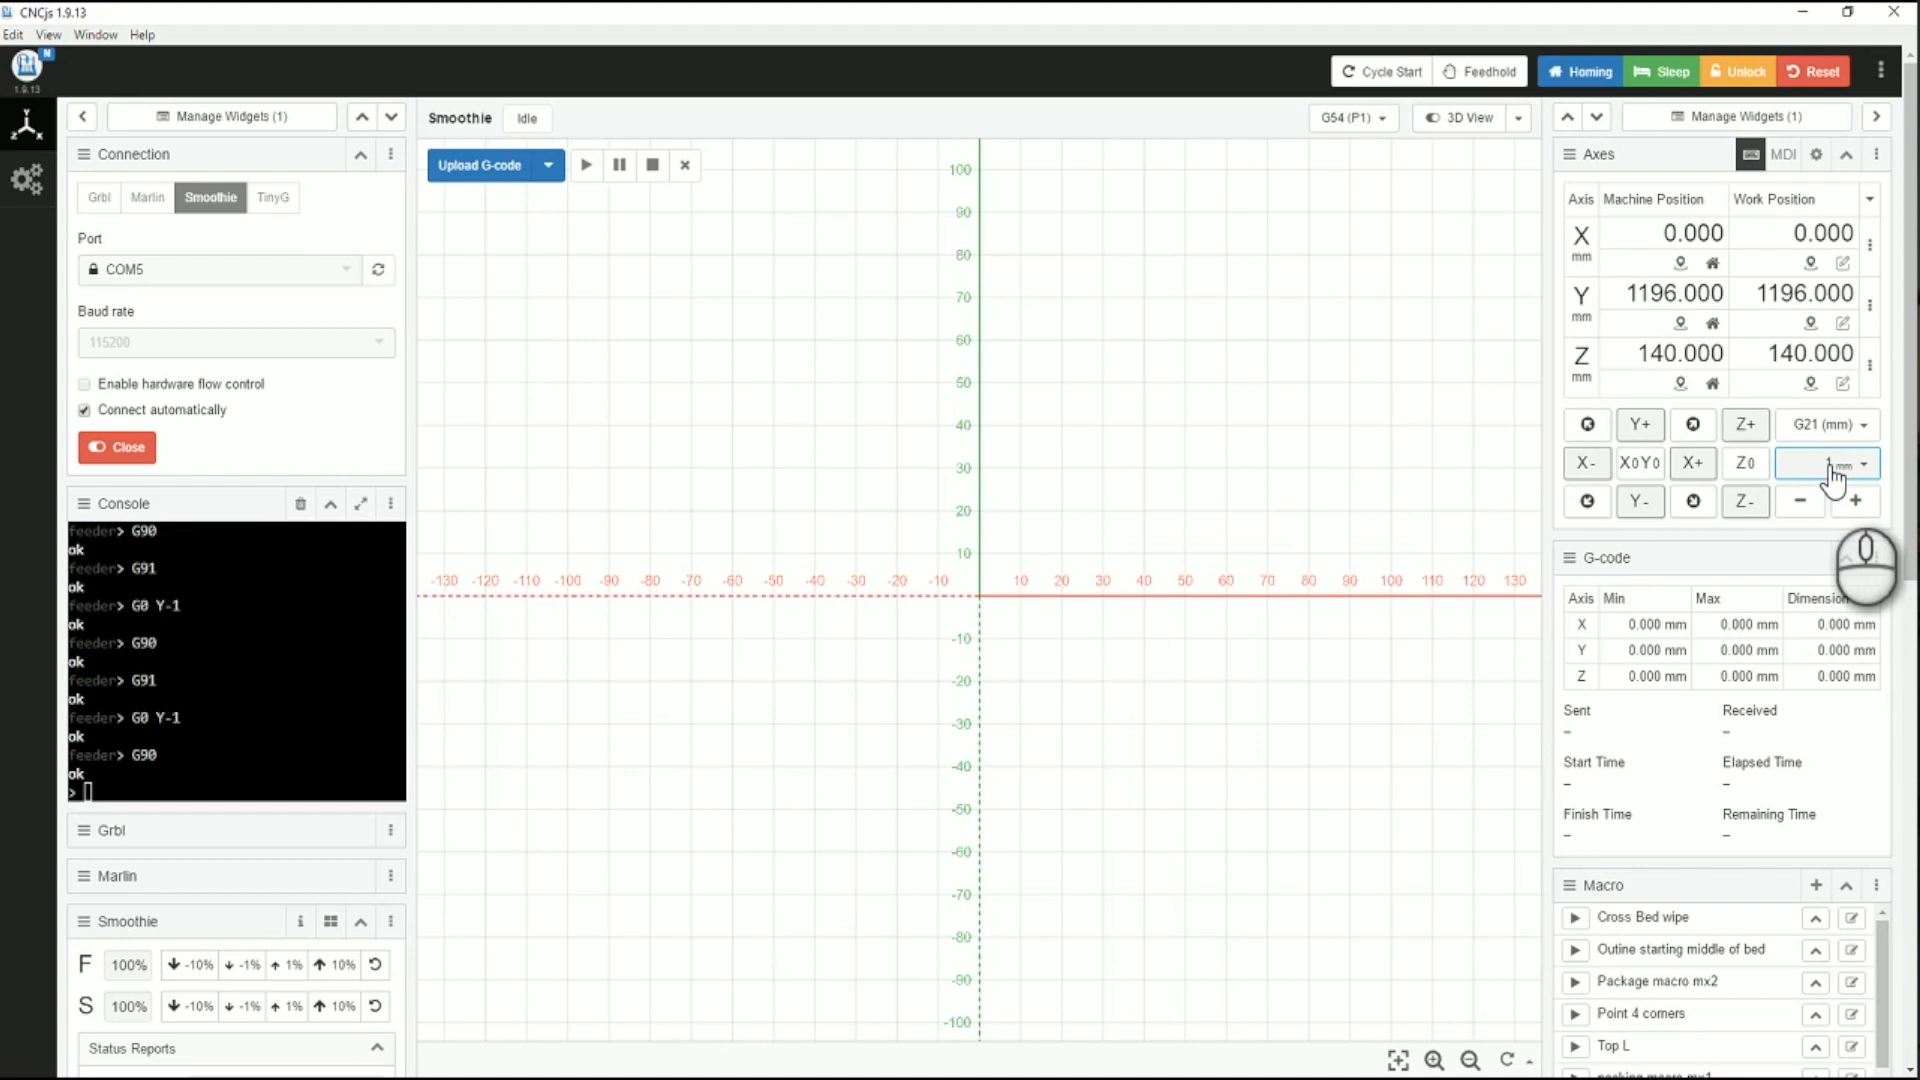 CNCjs 1.9.13
Edit View Window Help
N
1.9.13
Cycle Start Feedhold Homing Sleep Unlock Reset
Manage Widgets (1)
Connection
Grbl Marlin Smoothie TinyG
Port
COM5
Baud rate
115200
Enable hardware flow control
Connect automatically
Close
Console
feeder> G90
ok
feeder> G91
ok
feeder> G0 Y-1
ok
feeder> G90
ok
feeder> G91
ok
feeder> G0 Y-1
ok
feeder> G90
ok
>
Grbl
Marlin
Smoothie
F 100% -10% -1% 1% 10%
S 100% -10% -1% 1% 10%
Status Reports
Smoothie Idle G54 (P1) 3D View
Upload G-code
100
90
80
70
60
50
40
30
20
10
-130 -120 -110 -100 -90 -80 -70 -60 -50 -40 -30 -20 -10 10 20 30 40 50 60 70 80 90 100 110 120 130
-10
-20
-30
-40
-50
-60
-70
-80
-90
-100
Manage Widgets (1)
Axes MDI
Axis Machine Position Work Position
X mm 0.000 0.000
Y mm 1196.000 1196.000
Z mm 140.000 140.000
Y+ Z+ G21 (mm)
X- X0Y0 X+ Z0 1 mm
Y- Z- - +
G-code
Axis Min Max Dimension
X 0.000 mm 0.000 mm 0.000 mm
Y 0.000 mm 0.000 mm 0.000 mm
Z 0.000 mm 0.000 mm 0.000 mm
Sent Received
– –
Start Time Elapsed Time
– –
Finish Time Remaining Time
– –
Macro
Cross Bed wipe
Outine starting middle of bed
Package macro mx2
Point 4 corners
Top L